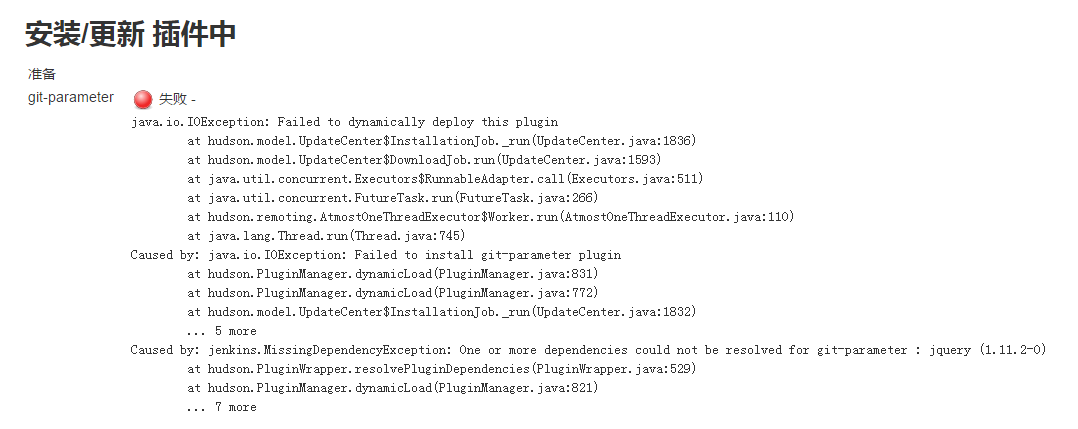 安装/更新 插件中
准备
git-parameter 失败 -
java.io.IOException: Failed to dynamically deploy this plugin
at hudson.model.UpdateCenter$InstallationJob._run(UpdateCenter.java:1836)
at hudson.model.UpdateCenter$DownloadJob.run(UpdateCenter.java:1593)
at java.util.concurrent.Executors$RunnableAdapter.call(Executors.java:511)
at java.util.concurrent.FutureTask.run(FutureTask.java:266)
at hudson.remoting.AtmostOneThreadExecutor$Worker.run(AtmostOneThreadExecutor.java:110)
at java.lang.Thread.run(Thread.java:745)
Caused by: java.io.IOException: Failed to install git-parameter plugin
at hudson.PluginManager.dynamicLoad(PluginManager.java:831)
at hudson.PluginManager.dynamicLoad(PluginManager.java:772)
at hudson.model.UpdateCenter$InstallationJob._run(UpdateCenter.java:1832)
... 5 more
Caused by: jenkins.MissingDependencyException: One or more dependencies could not be resolved for git-parameter : jquery (1.11.2-0)
at hudson.PluginWrapper.resolvePluginDependencies(PluginWrapper.java:529)
at hudson.PluginManager.dynamicLoad(PluginManager.java:821)
... 7 more